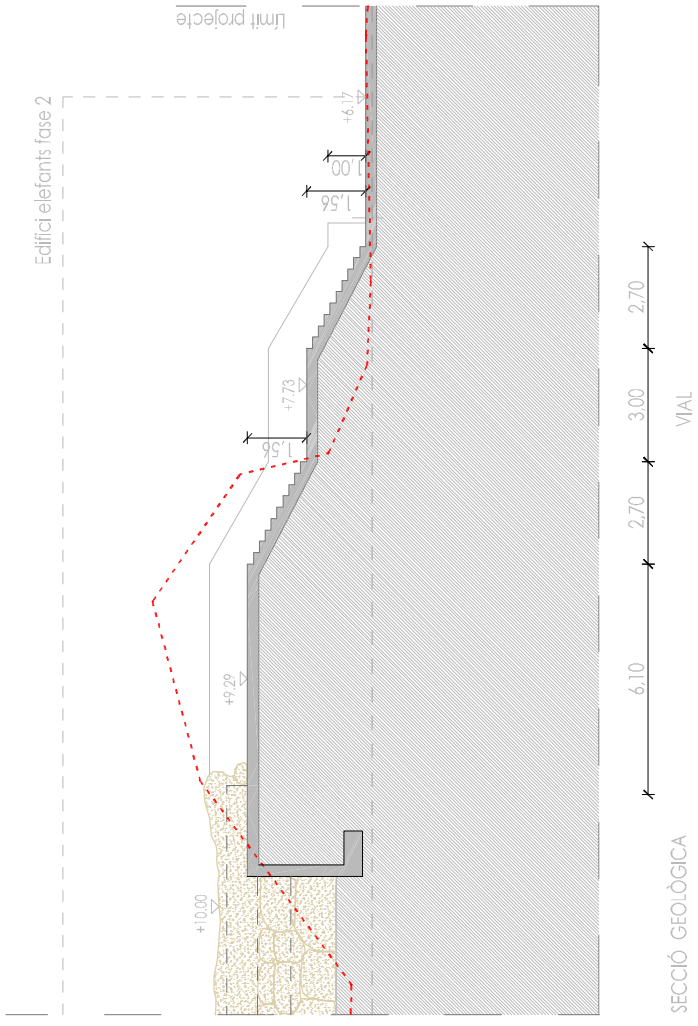 Límit projecte
Edifici elefants fase 2
+6.17
1,00
1,56
+7.73
1,56
+9.29
+10.00
2,70
3,00
2,70
6,10
VIAL
SECCIÓ GEOLÒGICA